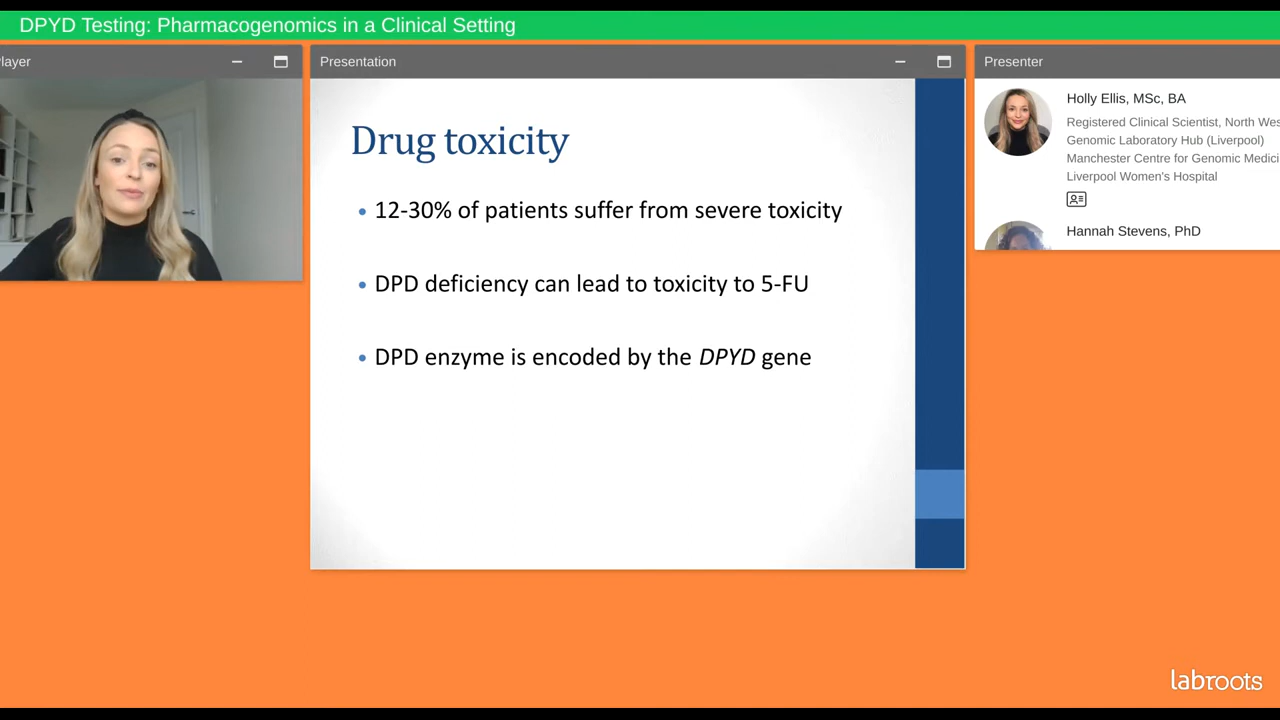 DPYD Testing: Pharmacogenomics in a Clinical Setting
layer
Presentation
Presenter
Drug toxicity
• 12-30% of patients suffer from severe toxicity
• DPD deficiency can lead to toxicity to 5-FU
• DPD enzyme is encoded by the DPYD gene
Holly Ellis, MSc, BA
Registered Clinical Scientist, North Wes
Genomic Laboratory Hub (Liverpool)
Manchester Centre for Genomic Medici
Liverpool Women's Hospital
Hannah Stevens, PhD
labroots